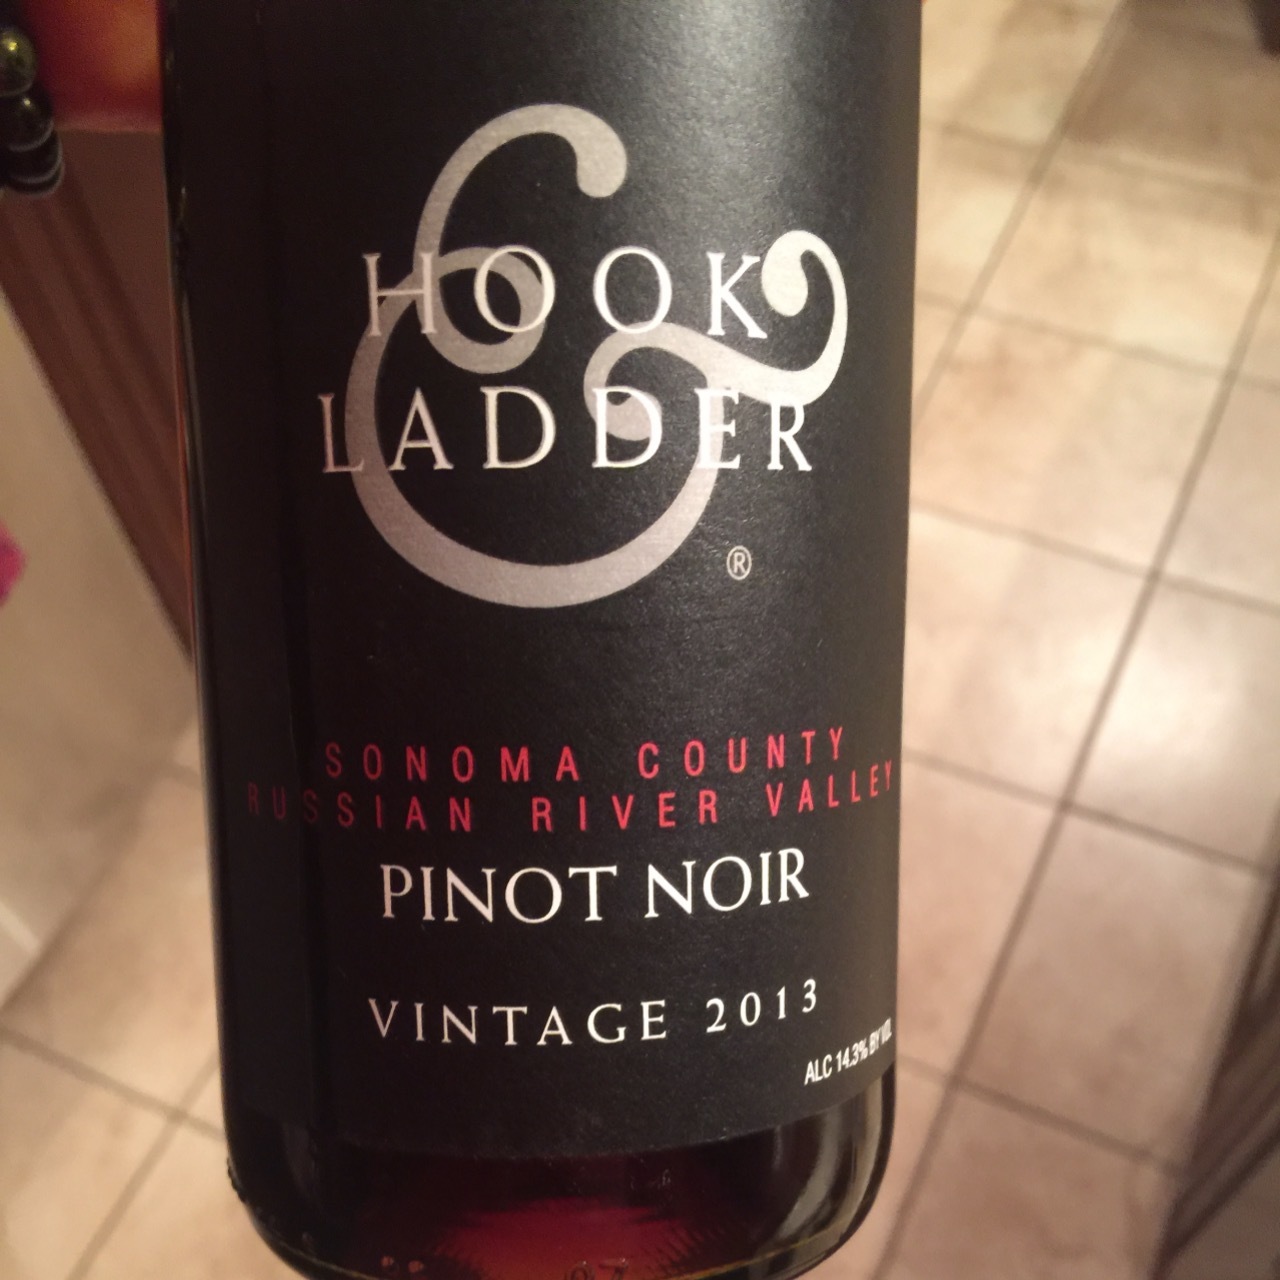 HOOK
&
LADDER
®
SONOMA COUNTY
RUSSIAN RIVER VALLEY
PINOT NOIR
VINTAGE 2013
ALC 14.3% BY VOL